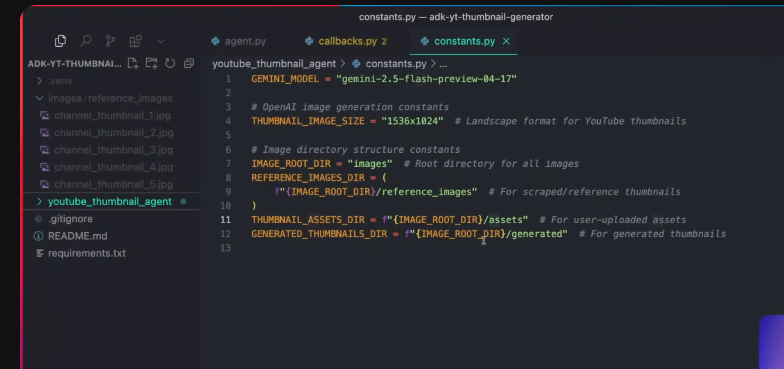 constants.py — adk-yt-thumbnail-generator
agent.py
callbacks.py 2
constants.py
ADK-YT-THUMBNAI...
youtube_thumbnail_agent > constants.py > ...
.venv
images/reference_images
channel_thumbnail_1.jpg
channel_thumbnail_2.jpg
channel_thumbnail_3.jpg
channel_thumbnail_4.jpg
channel_thumbnail_5.jpg
youtube_thumbnail_agent
.gitignore
README.md
requirements.txt
1 GEMINI_MODEL = "gemini-2.5-flash-preview-04-17"
2
3 # OpenAI image generation constants
4 THUMBNAIL_IMAGE_SIZE = "1536x1024" # Landscape format for YouTube thumbnails
5
6 # Image directory structure constants
7 IMAGE_ROOT_DIR = "images" # Root directory for all images
8 REFERENCE_IMAGES_DIR = (
9 f"{IMAGE_ROOT_DIR}/reference_images" # For scraped/reference thumbnails
10 )
11 THUMBNAIL_ASSETS_DIR = f"{IMAGE_ROOT_DIR}/assets" # For user-uploaded assets
12 GENERATED_THUMBNAILS_DIR = f"{IMAGE_ROOT_DIR}/generated" # For generated thumbnails
13